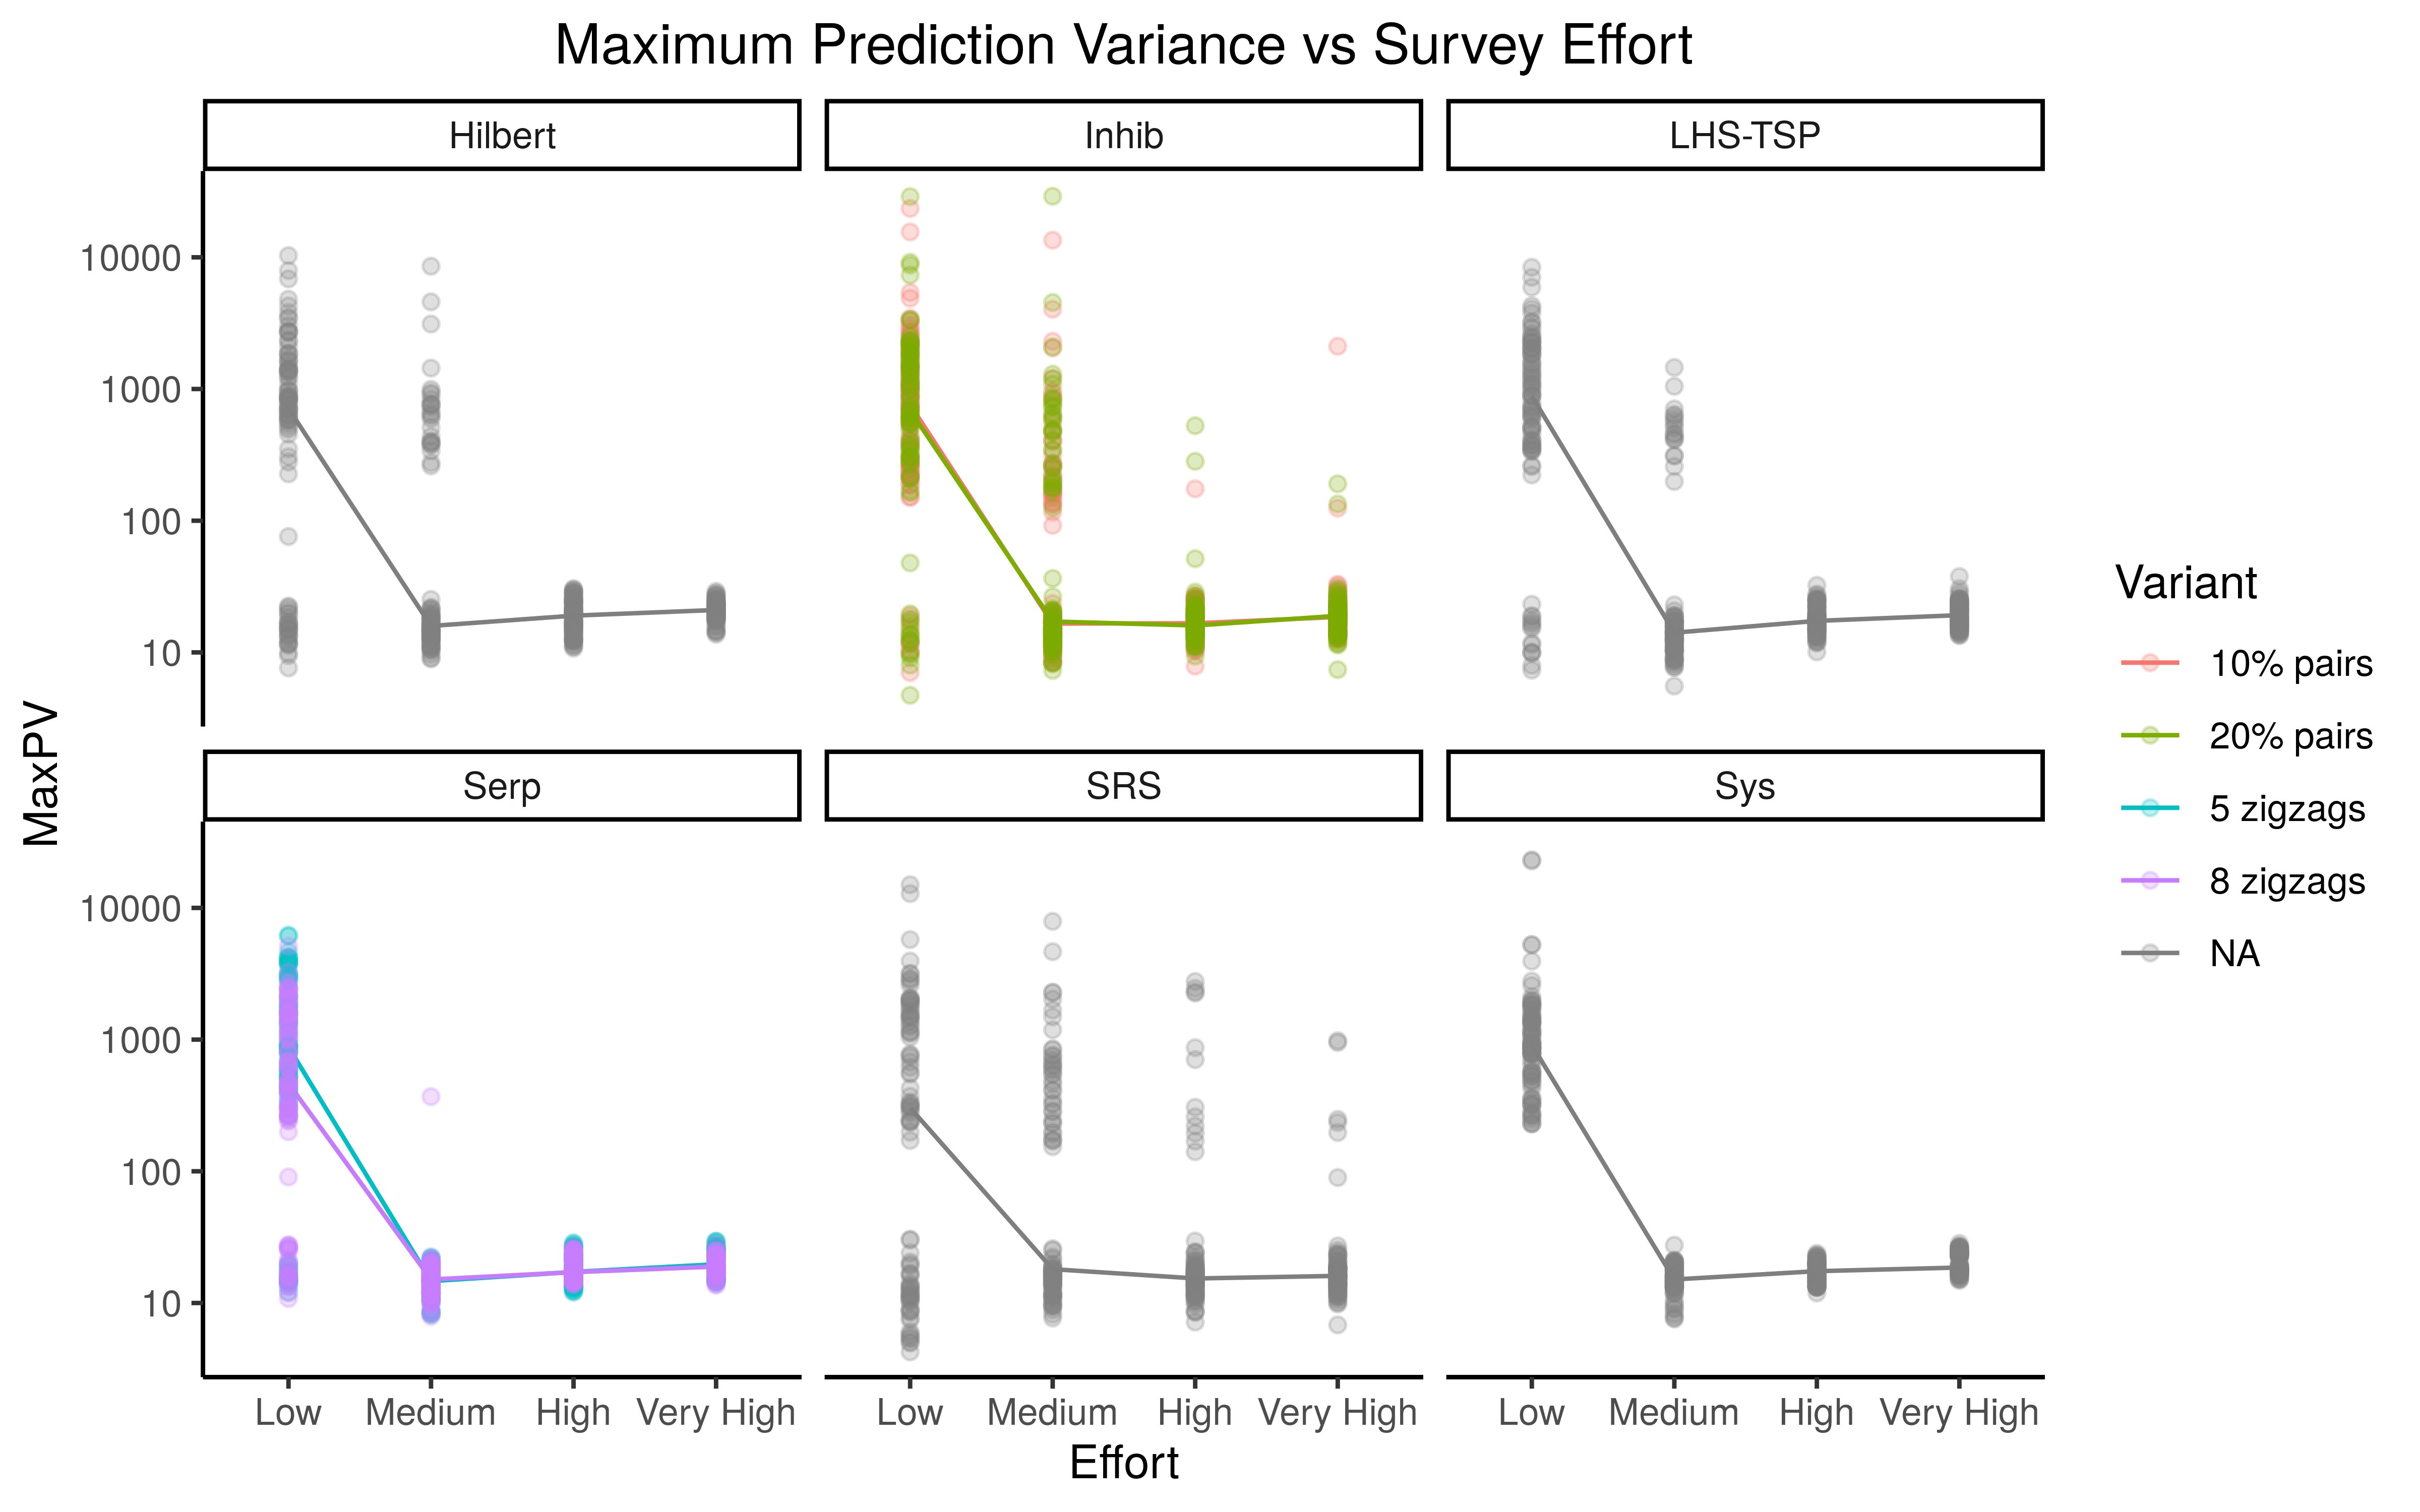 Maximum Prediction Variance vs Survey Effort
Hilbert
Inhib
LHS-TSP
10000
1000
100
10
MaxPV
Serp
SRS
Sys
10000
1000
100
10
Low Medium High Very High
Low Medium High Very High
Low Medium High Very High
Effort
Variant
10% pairs
20% pairs
5 zigzags
8 zigzags
NA